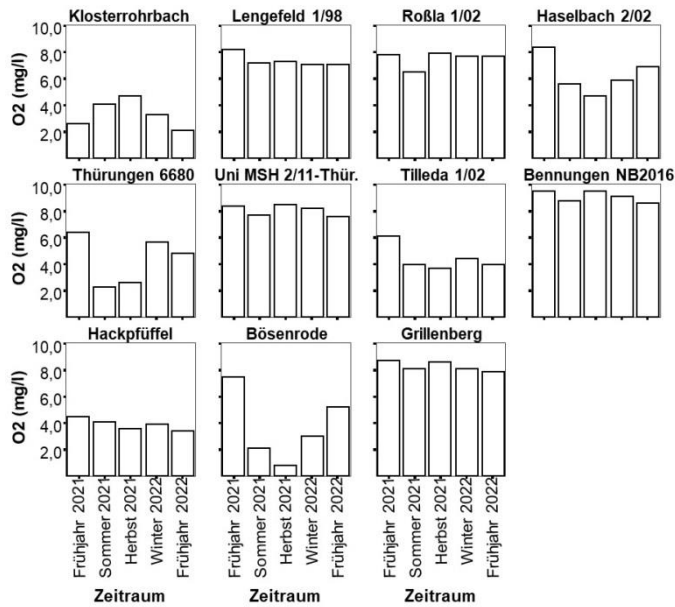 Klosterrohrbach
Lengefeld 1/98
Roßla 1/02
Haselbach 2/02
O2 (mg/l)
10,0
8,0
6,0
4,0
2,0
Thürungen 6680
Uni MSH 2/11-Thür.
Tilleda 1/02
Bennungen NB2016
O2 (mg/l)
10,0
8,0
6,0
4,0
2,0
Hackpfüffel
Bösenrode
Grillenberg
O2 (mg/l)
10,0
8,0
6,0
4,0
2,0
Frühjahr 2021
Sommer 2021
Herbst 2021
Winter 2022
Frühjahr 2022
Frühjahr 2021
Sommer 2021
Herbst 2021
Winter 2022
Frühjahr 2022
Frühjahr 2021
Sommer 2021
Herbst 2021
Winter 2022
Frühjahr 2022
Zeitraum
Zeitraum
Zeitraum